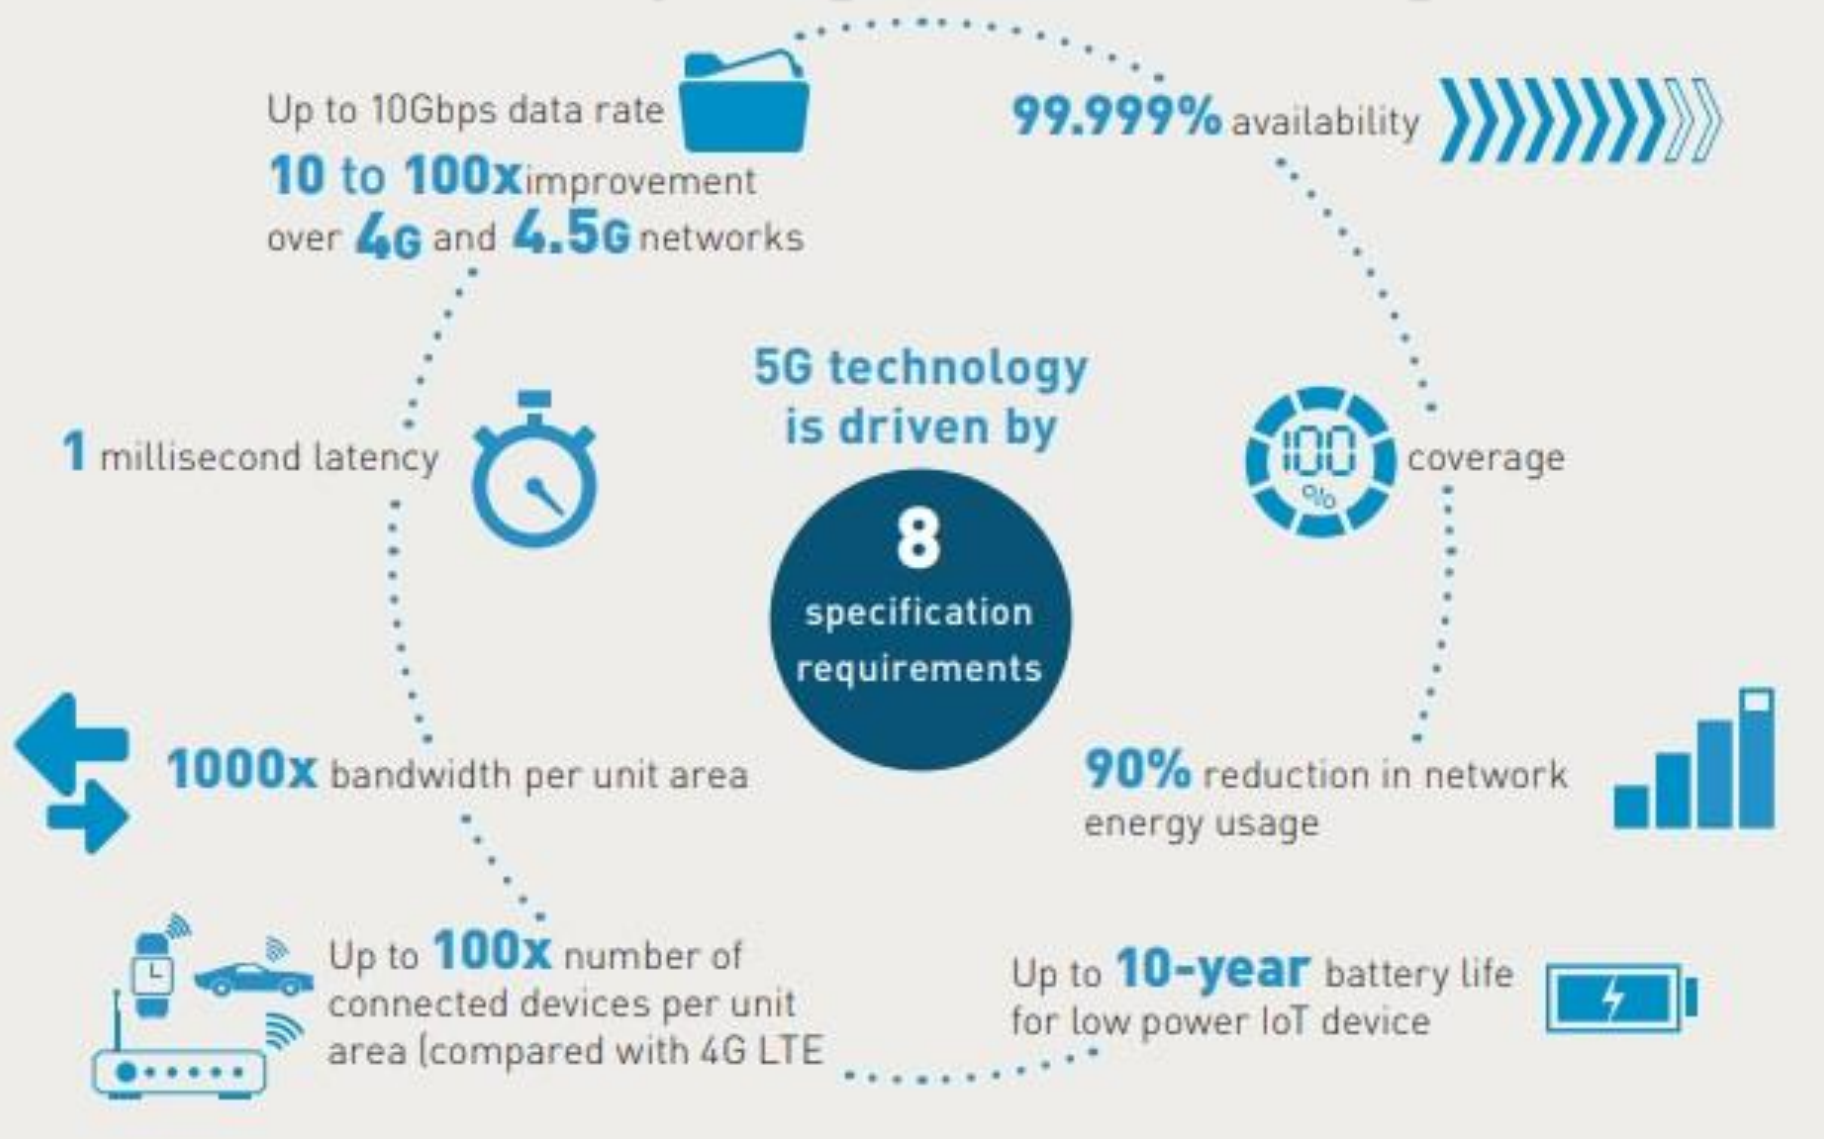 Up to 10Gbps data rate
10 to 100x improvement
over 4G and 4.5G networks
99.999% availability
5G technology
is driven by
8
specification
requirements
1 millisecond latency
100
%
coverage
1000x bandwidth per unit area
90% reduction in network
energy usage
Up to 100x number of
connected devices per unit
area (compared with 4G LTE
Up to 10-year battery life
for low power IoT device